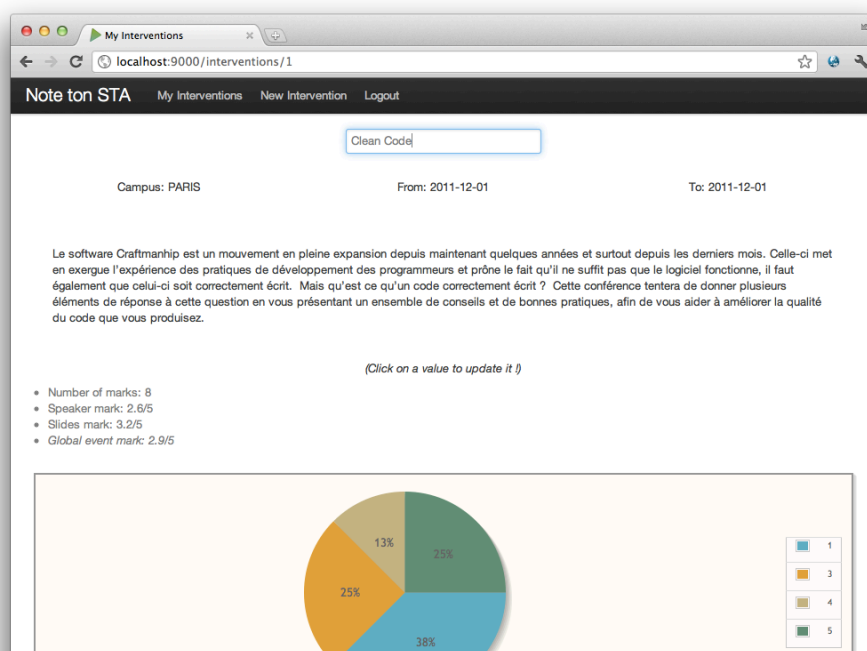 My Interventions
localhost:9000/interventions/1
Note ton STA My Interventions New Intervention Logout
Clean Code
Campus: PARIS From: 2011-12-01 To: 2011-12-01
Le software Craftmanhip est un mouvement en pleine expansion depuis maintenant quelques années et surtout depuis les derniers mois. Celle-ci met
en exergue l'expérience des pratiques de développement des programmeurs et prône le fait qu'il ne suffit pas que le logiciel fonctionne, il faut
également que celui-ci soit correctement écrit. Mais qu'est ce qu'un code correctement écrit ? Cette conférence tentera de donner plusieurs
éléments de réponse à cette question en vous présentant un ensemble de conseils et de bonnes pratiques, afin de vous aider à améliorer la qualité
du code que vous produisez.
(Click on a value to update it !)
Number of marks: 8
Speaker mark: 2.6/5
Slides mark: 3.2/5
Global event mark: 2.9/5
13%
25%
25%
38%
1
3
4
5